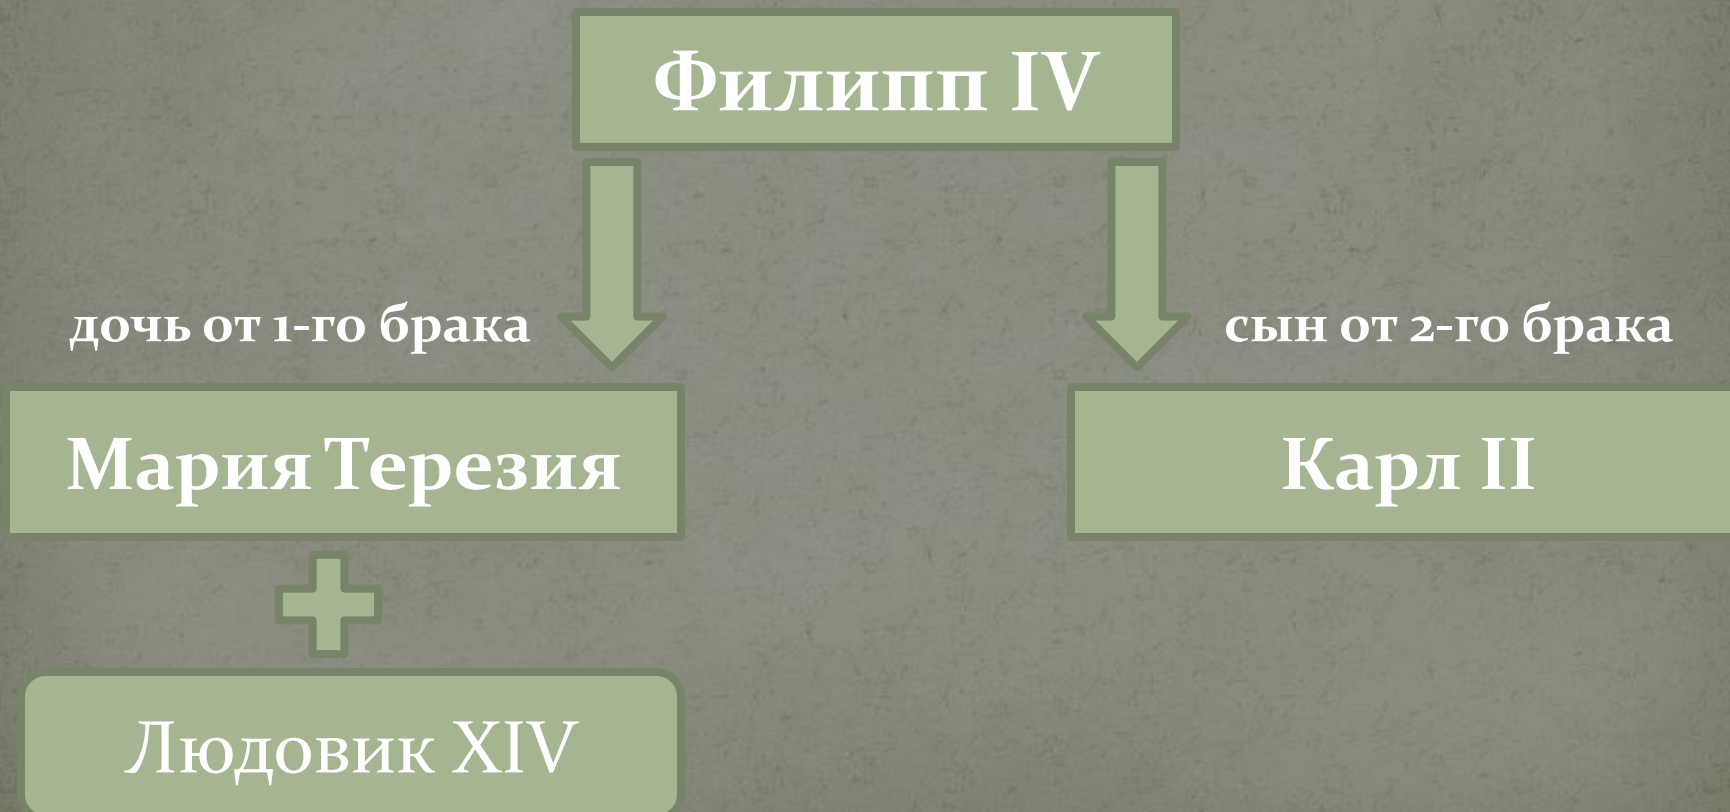 Филипп IV
дочь от 1-го брака
сын от 2-го брака
Мария Терезия
Карл II
Людовик XIV